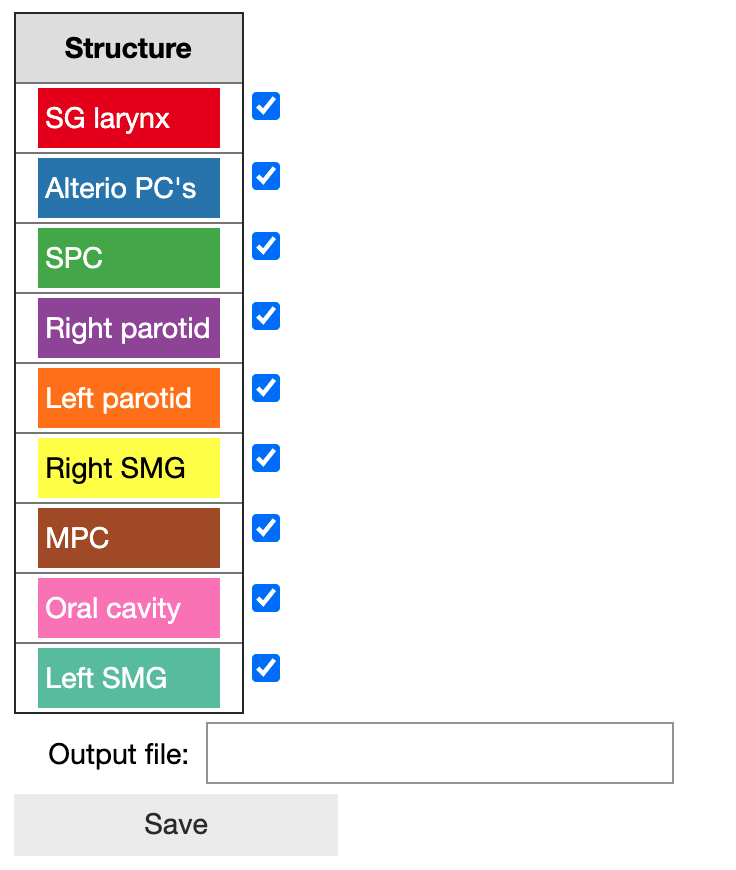 Structure
SG larynx
Alterio PC's
SPC
Right parotid
Left parotid
Right SMG
MPC
Oral cavity
Left SMG
Output file:
Save